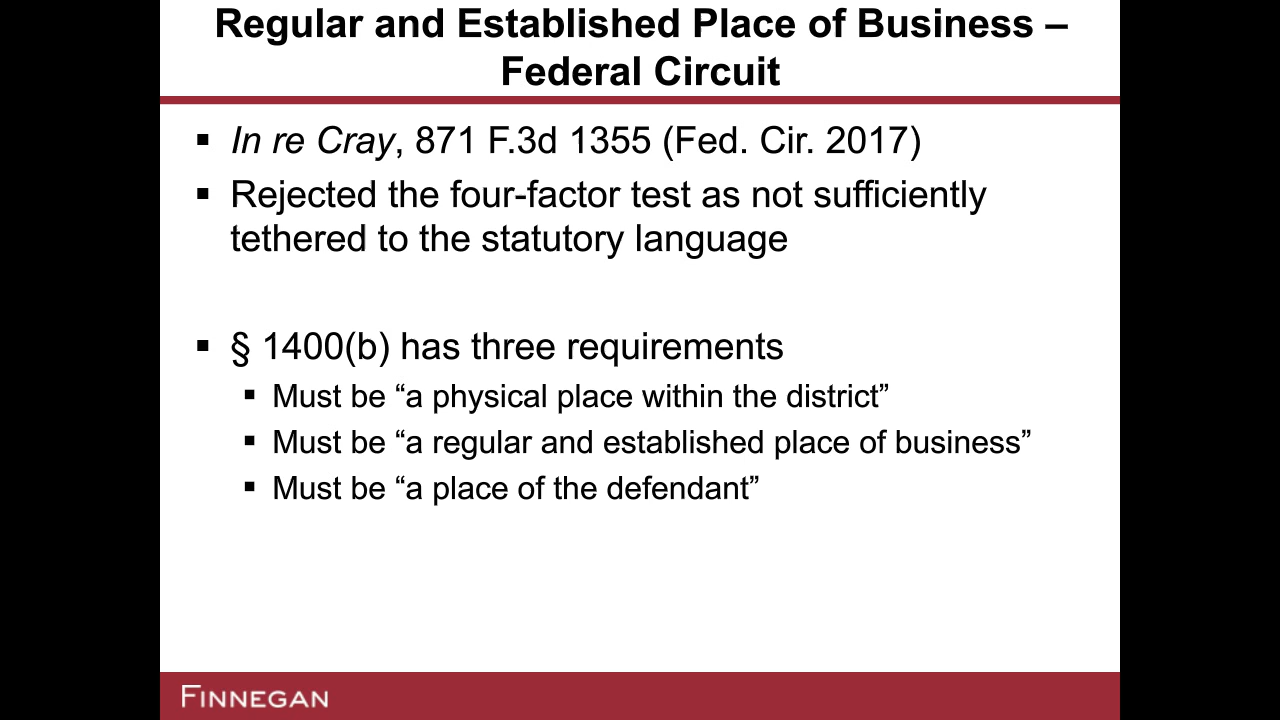 Regular and Established Place of Business –
Federal Circuit
▪ In re Cray, 871 F.3d 1355 (Fed. Cir. 2017)
▪ Rejected the four-factor test as not sufficiently
tethered to the statutory language
▪ § 1400(b) has three requirements
▪ Must be “a physical place within the district”
▪ Must be “a regular and established place of business”
▪ Must be “a place of the defendant”
FINNEGAN